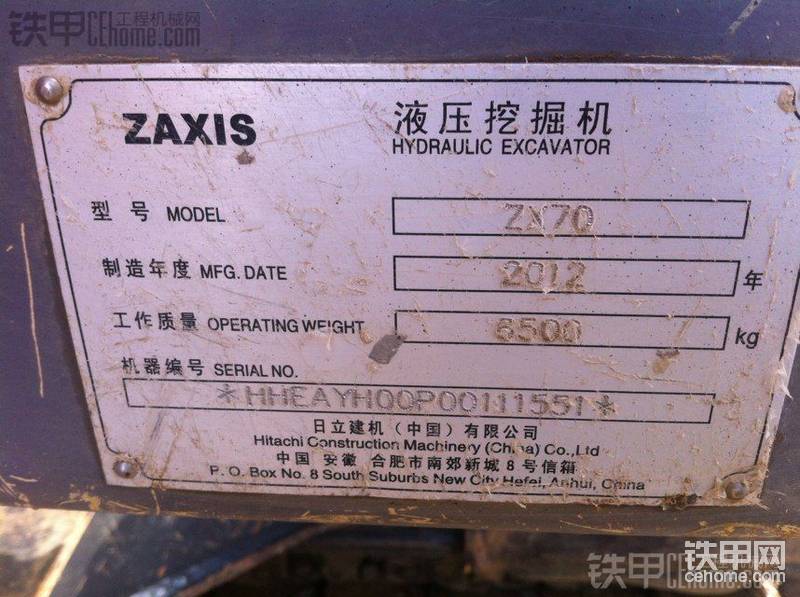 铁甲 工程机械网
CEhome.com
ZAXIS 液压挖掘机
HYDRAULIC EXCAVATOR
型号 MODEL ZX70
制造年度 MFG. DATE 2012 年
工作质量 OPERATING WEIGHT 6500 kg
机器编号 SERIAL NO.
*HHEAYH00P00111551*
日立建机（中国）有限公司
Hitachi Construction Machinery (China) Co.,Ltd
中国 安徽 合肥市南郊新城8号信箱
P. O. Box No. 8 South Suburbs New City Hefei, Anhui, China
铁甲网
cehome.com